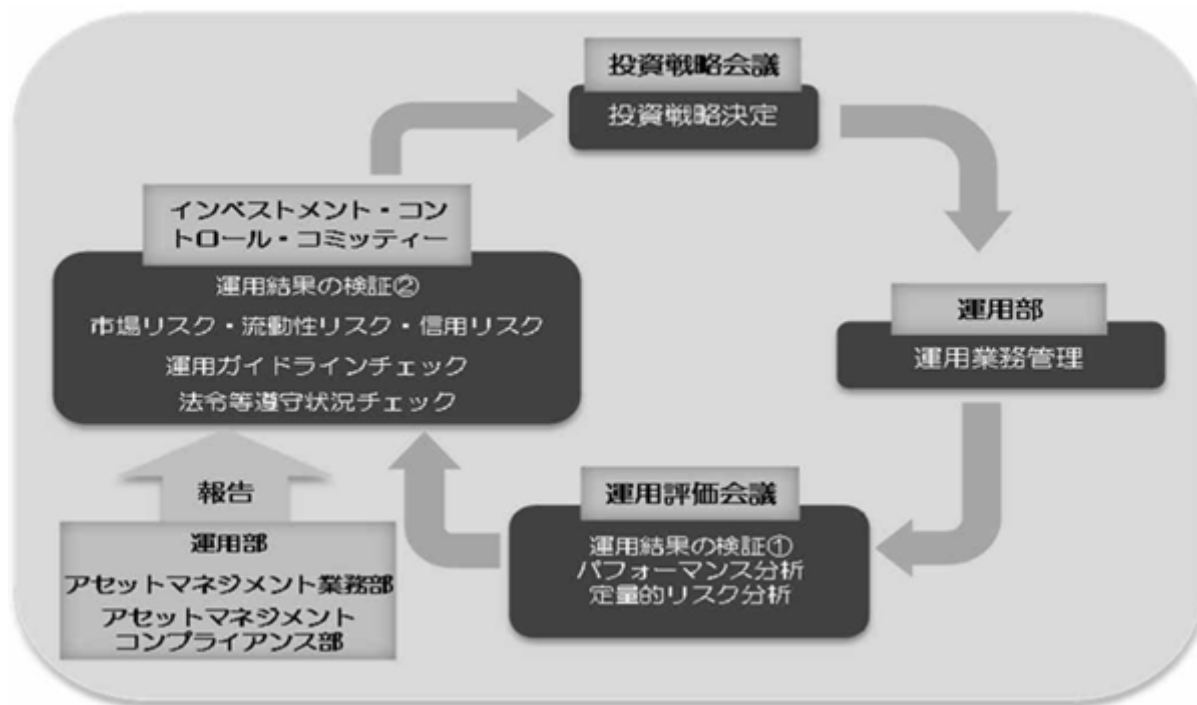 投資戦略会議
投資戦略決定
インベストメント・コン
トロール・コミッティー
運用結果の検証②
市場リスク・流動性リスク・信用リスク
運用ガイドラインチェック
法令等遵守状況チェック
運用部
運用業務管理
運用評価会議
運用結果の検証①
パフォーマンス分析
定量的リスク分析
報告
運用部
アセットマネジメント業務部
アセットマネジメント
コンプライアンス部